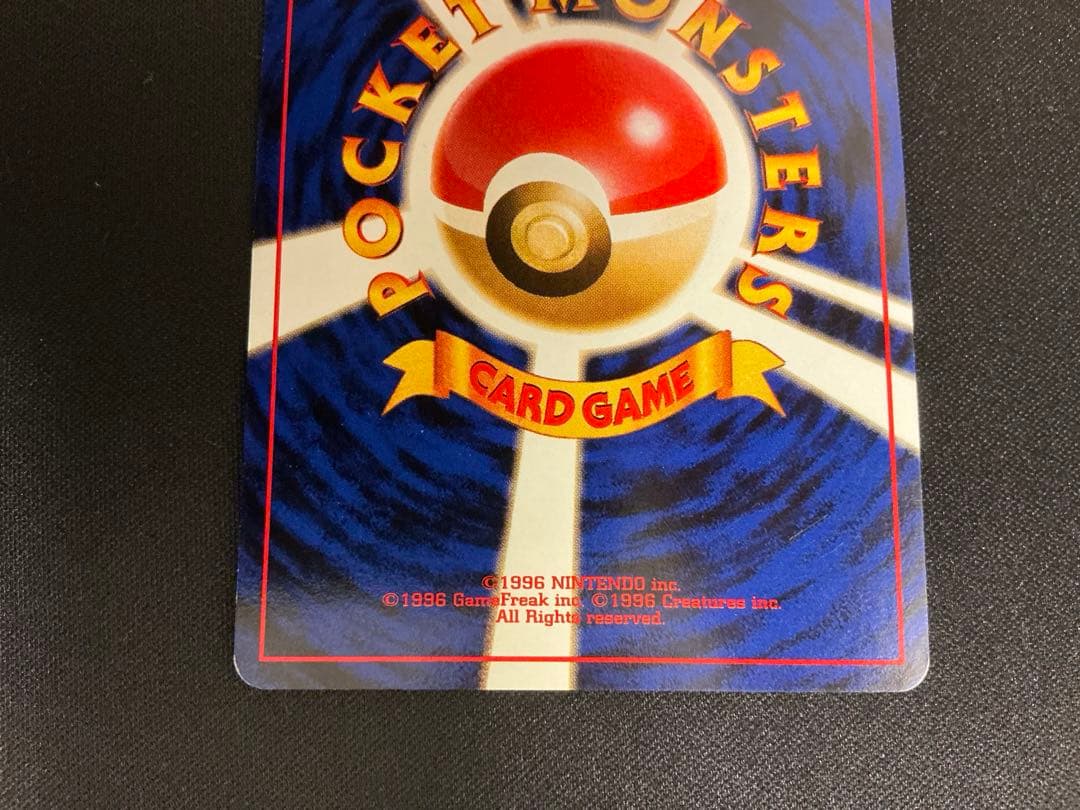 POCKET MONSTERS
CARD GAME
©1996 NINTENDO inc.
©1996 GameFreak inc. ©1996 Creatures inc.
All Rights reserved.